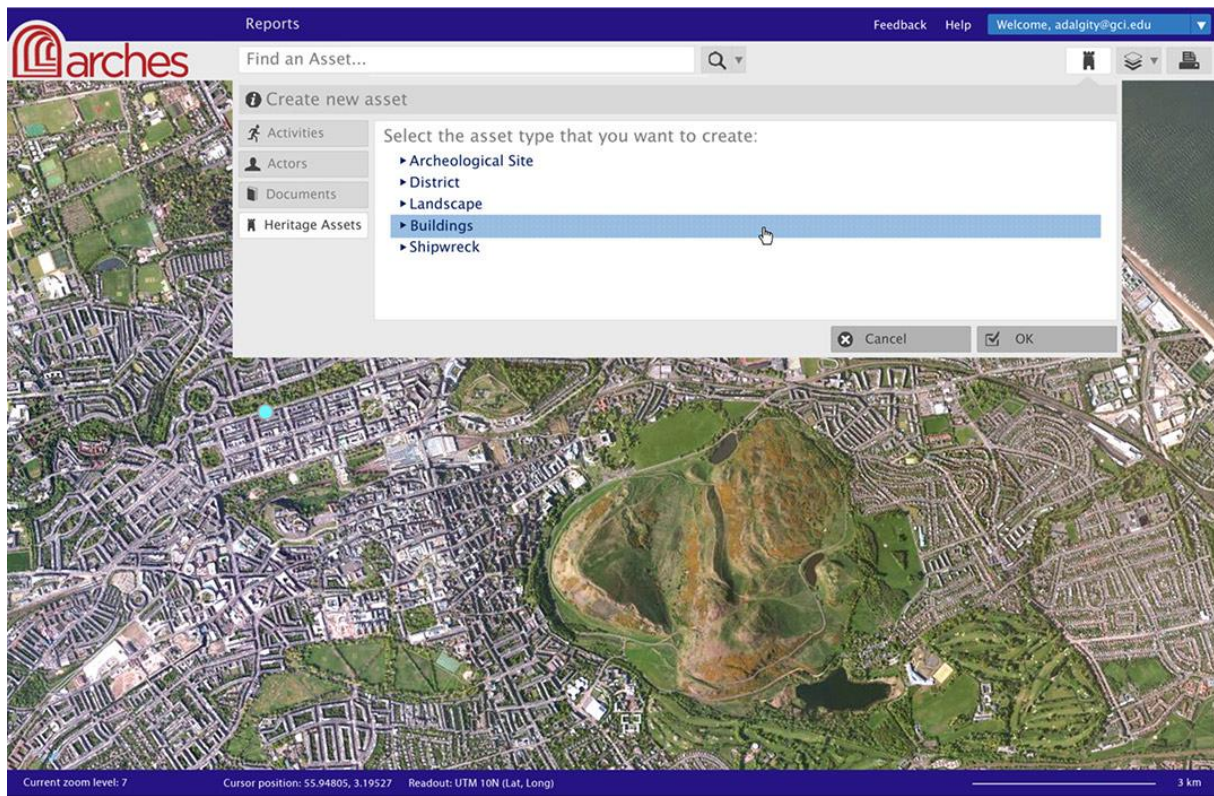 Reports
Feedback Help Welcome, adalgity@gci.edu
arches
Find an Asset...
Create new asset
Activities
Actors
Documents
Heritage Assets
Select the asset type that you want to create:
Archeological Site
District
Landscape
Buildings
Shipwreck
Cancel OK
Current zoom level: 7 Cursor position: 55.94805, 3.19527 Readout: UTM 10N (Lat, Long) 3 km